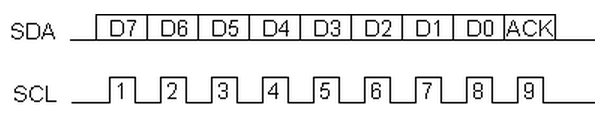 SDA D7 D6 D5 D4 D3 D2 D1 D0 ACK
SCL 1 2 3 4 5 6 7 8 9